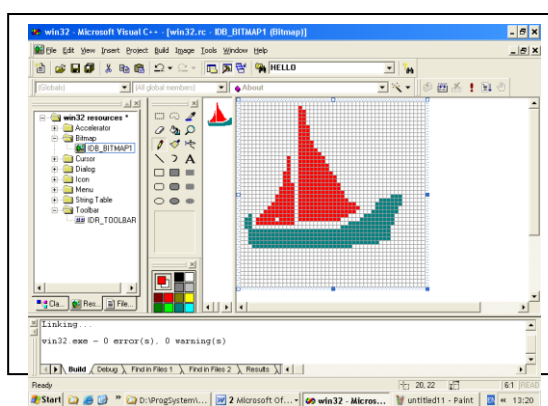 win32 - Microsoft Visual C++ - [win32.rc - IDB_BITMAP1 (Bitmap)]
File Edit View Insert Project Build Image Tools Window Help
HELLO
(Globals) (All global members) About
win32 resources *
Accelerator
Bitmap
IDB_BITMAP1
Cursor
Dialog
Icon
Menu
String Table
Toolbar
IDR_TOOLBAR
A
Cla... Res... File...
Linking...
win32.exe - 0 error(s), 0 warning(s)
Build Debug Find in Files 1 Find in Files 2 Results
Ready 20, 22 6:1 READ
Start D:\ProgSystem\... 2 Microsoft Of... win32 - Micros... untitled11 - Paint 13:20